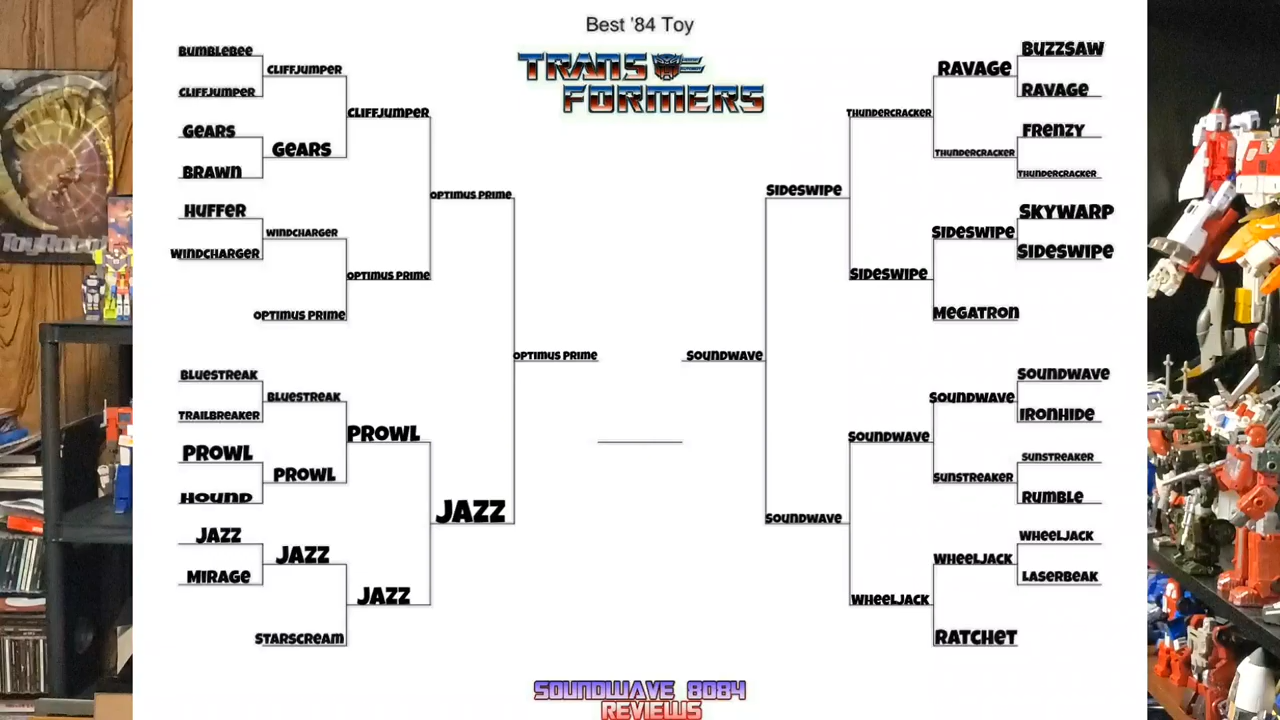 Best '84 Toy
TRANSFORMERS
BUMBLEBEE
CLIFFJUMPER
GEARS
BRAWN
HUFFER
WINDCHARGER
OPTIMUS PRIME
BLUESTREAK
TRAILBREAKER
PROWL
HOUND
JAZZ
MIRAGE
STARSCREAM
CLIFFJUMPER
GEARS
WINDCHARGER
BLUESTREAK
PROWL
JAZZ
CLIFFJUMPER
OPTIMUS PRIME
PROWL
JAZZ
OPTIMUS PRIME
JAZZ
OPTIMUS PRIME
SOUNDWAVE
SIDESWIPE
SOUNDWAVE
THUNDERCRACKER
SIDESWIPE
SOUNDWAVE
WHEELJACK
RAVAGE
THUNDERCRACKER
SIDESWIPE
MEGATRON
SOUNDWAVE
SUNSTREAKER
WHEELJACK
RATCHET
BUZZSAW
RAVAGE
FRENZY
THUNDERCRACKER
SKYWARP
SIDESWIPE
SOUNDWAVE
IRONHIDE
SUNSTREAKER
RUMBLE
WHEELJACK
LASERBEAK
SOUNDWAVE 8084
REVIEWS